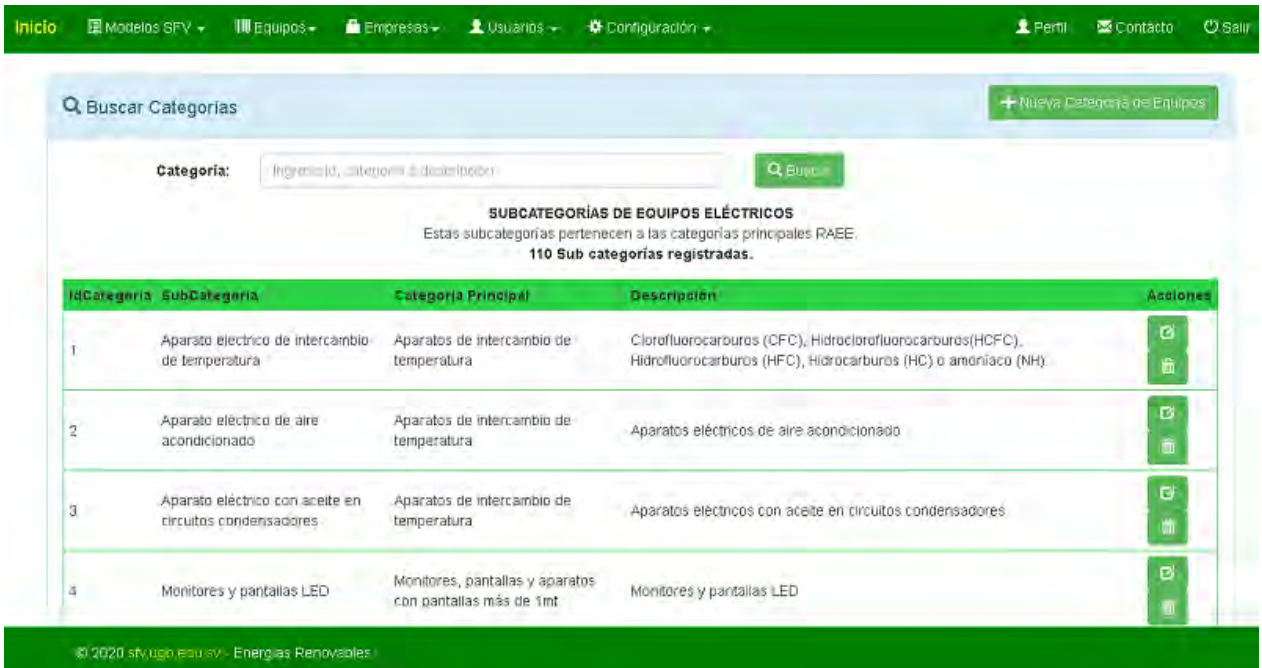 Inicio Modelos SFV Equipos Empresas Usuarios Configuración Perfil Contacto Salir
Buscar Categorias
Nueva Categoria de Equipos
Categoría:
Buscar
SUBCATEGORÍAS DE EQUIPOS ELÉCTRICOS
Estas subcategorías pertenecen a las categorías principales RAEE.
110 Sub categorías registradas.
IdCategoria SubCategoria Categoria Principal Descripción Acciones
1 Aparato electrico de intercambio Aparatos de intercambio de Clorofluorocarburos (CFC), Hidroclorofluorocarburos(HCFC),
de temperatura temperatura Hidrofluorocarburos (HFC), Hidrocarburos (HC) o amoníaco (NH).
2 Aparato eléctrico de aire Aparatos de intercambio de Aparatos eléctricos de aire acondicionado
acondicionado temperatura
3 Aparato eléctrico con aceite en Aparatos de intercambio de Aparatos eléctricos con aceite en circuitos condensadores
circuitos condensadores temperatura
4 Monitores y pantallas LED Monitores, pantallas y aparatos Monitores y pantallas LED
con pantallas más de 1mt
© 2020 sfv.ugb.edu.sv - Energías Renovables